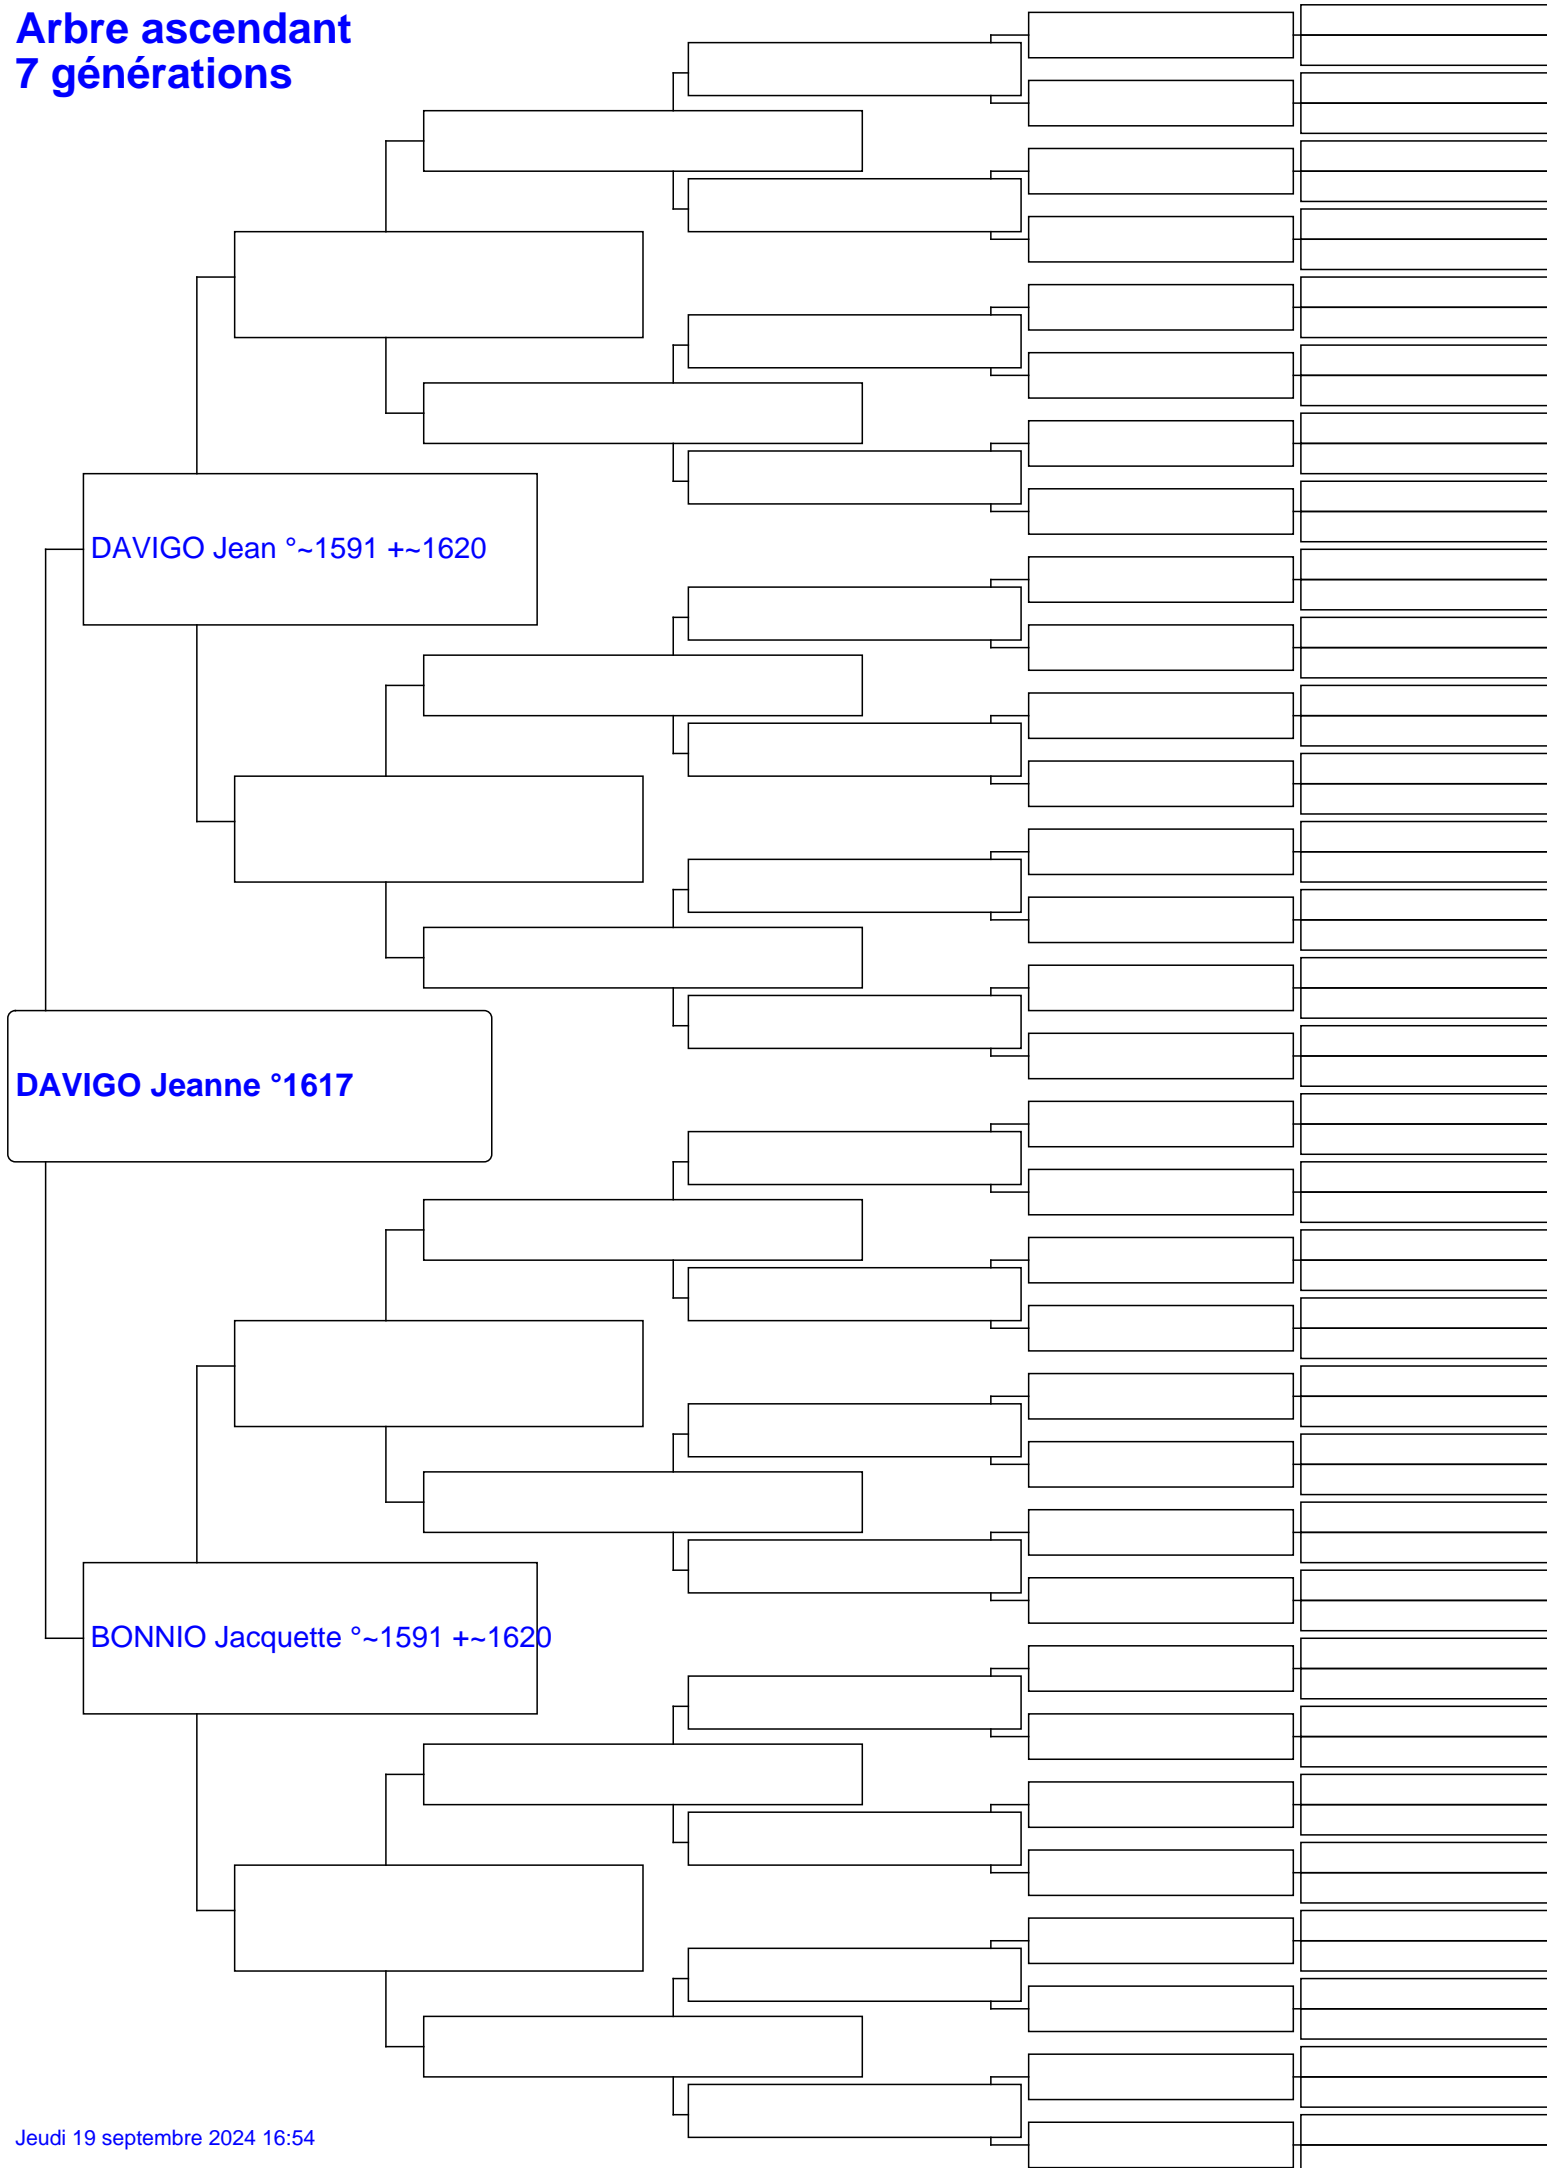 Arbre ascendant
7 générations
DAVIGO Jean °~1591 +~1620
DAVIGO Jeanne °1617
BONNIO Jacquette °~1591 +~1620
Jeudi 19 septembre 2024 16:54